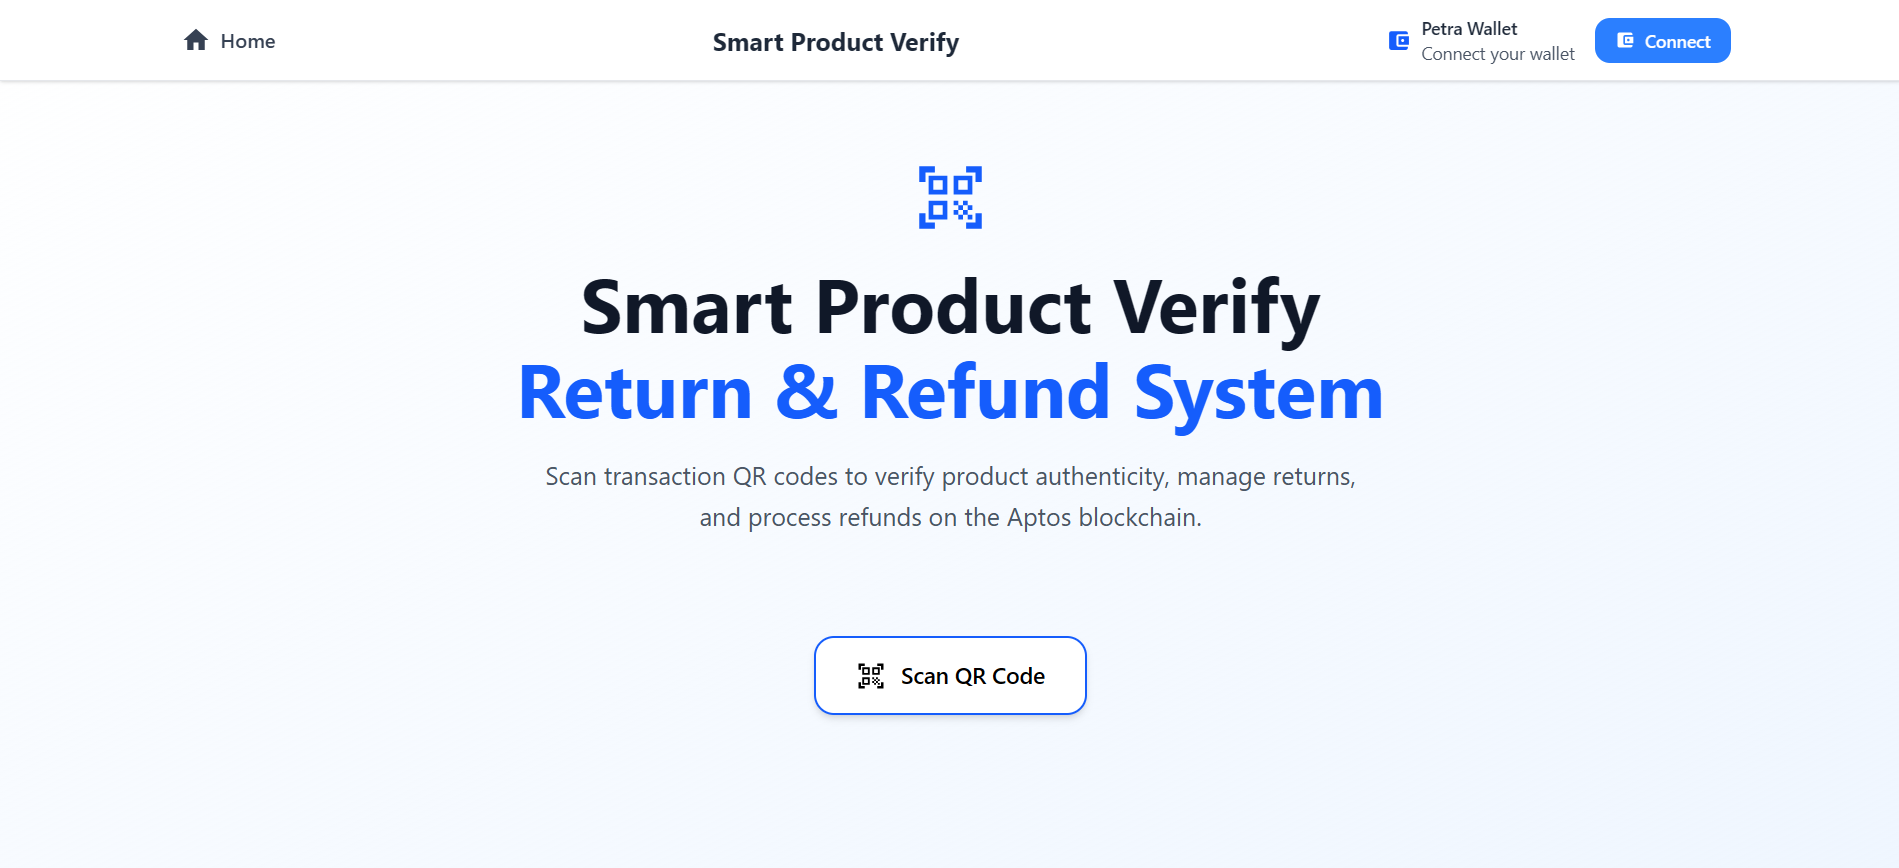 Home
Smart Product Verify
Petra Wallet
Connect your wallet
Connect
Smart Product Verify
Return & Refund System
Scan transaction QR codes to verify product authenticity, manage returns,
and process refunds on the Aptos blockchain.
Scan QR Code